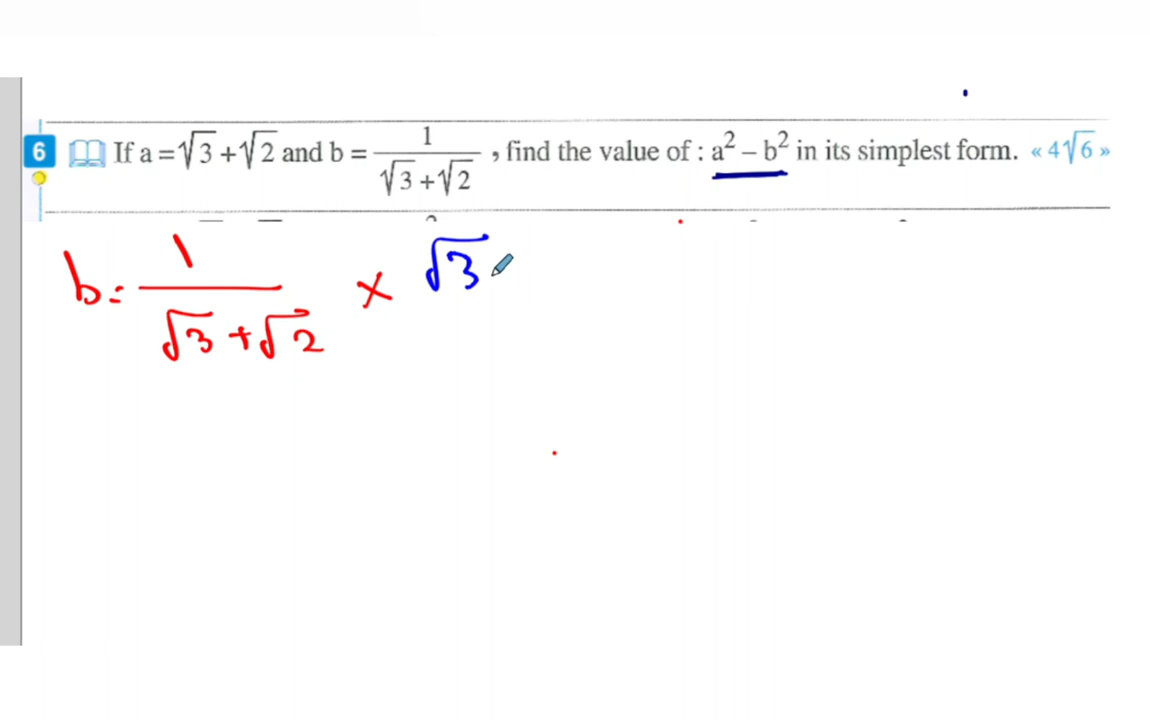 6 If a = √3 + √2 and b = 1/(√3 + √2) , find the value of : a² – b² in its simplest form. « 4√6 »
b = 1/(√3 + √2) × √3